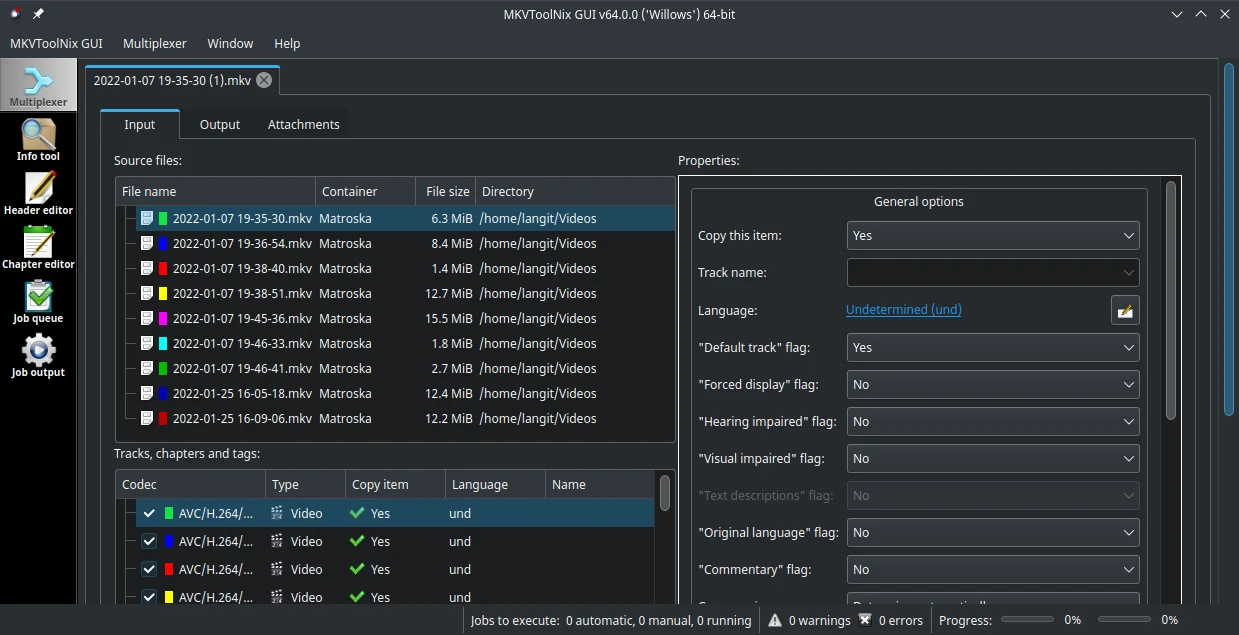 MKVToolNix GUI v64.0.0 ('Willows') 64-bit
MKVToolNix GUI Multiplexer Window Help
2022-01-07 19-35-30 (1).mkv
Multiplexer
Info tool
Header editor
Chapter editor
Job queue
Job output
Input Output Attachments
Source files:
File name Container File size Directory
2022-01-07 19-35-30.mkv Matroska 6.3 MiB /home/langit/Videos
2022-01-07 19-36-54.mkv Matroska 8.4 MiB /home/langit/Videos
2022-01-07 19-38-40.mkv Matroska 1.4 MiB /home/langit/Videos
2022-01-07 19-38-51.mkv Matroska 12.7 MiB /home/langit/Videos
2022-01-07 19-45-36.mkv Matroska 15.5 MiB /home/langit/Videos
2022-01-07 19-46-33.mkv Matroska 1.8 MiB /home/langit/Videos
2022-01-07 19-46-41.mkv Matroska 2.7 MiB /home/langit/Videos
2022-01-25 16-05-18.mkv Matroska 12.4 MiB /home/langit/Videos
2022-01-25 16-09-06.mkv Matroska 12.2 MiB /home/langit/Videos
Tracks, chapters and tags:
Codec Type Copy item Language Name
AVC/H.264/... Video Yes und
AVC/H.264/... Video Yes und
AVC/H.264/... Video Yes und
AVC/H.264/... Video Yes und
Properties:
General options
Copy this item: Yes
Track name:
Language: Undetermined (und)
"Default track" flag: Yes
"Forced display" flag: No
"Hearing impaired" flag: No
"Visual impaired" flag: No
"Text descriptions" flag: No
"Original language" flag: No
"Commentary" flag: No
Jobs to execute: 0 automatic, 0 manual, 0 running 0 warnings 0 errors Progress: 0% 0%